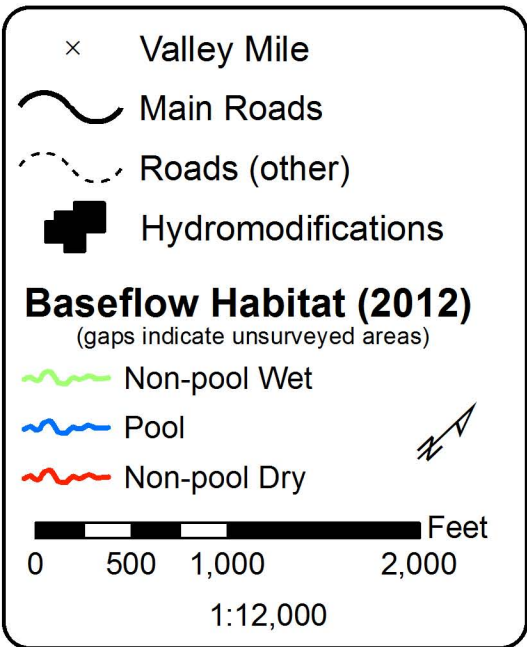 Valley Mile
Main Roads
Roads (other)
Hydromodifications
Baseflow Habitat (2012)
(gaps indicate unsurveyed areas)
Non-pool Wet
Pool
Non-pool Dry
N
Feet
0 500 1,000 2,000
1:12,000